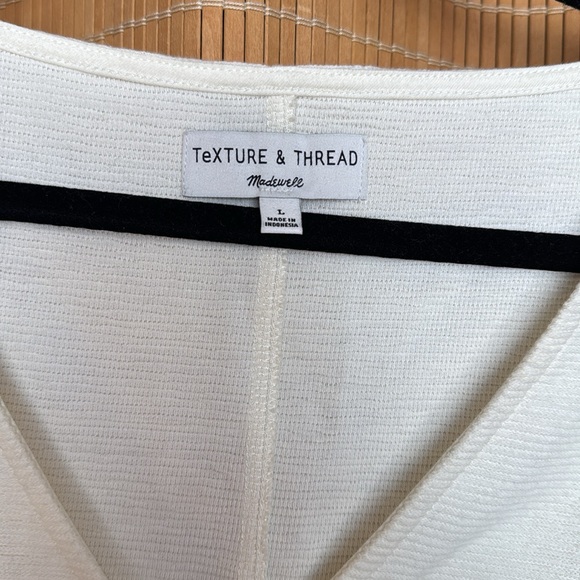 TeXTURE & THREAD
Madewell
L
MADE IN
INDONESIA